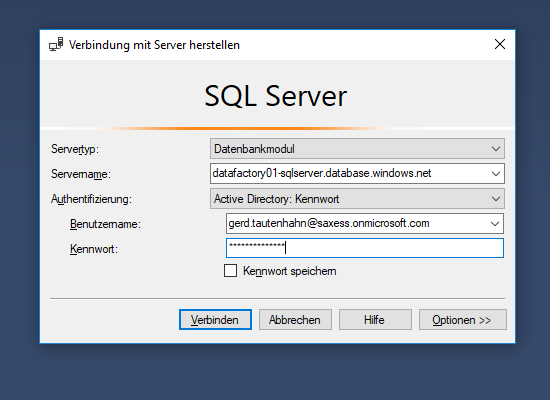 Verbindung mit Server herstellen
SQL Server
Servertyp: Datenbankmodul
Servername: datafactory01-sqlserver.database.windows.net
Authentifizierung: Active Directory: Kennwort
Benutzername: gerd.tautenhahn@saxess.onmicrosoft.com
Kennwort: **************
Kennwort speichern
Verbinden Abbrechen Hilfe Optionen >>